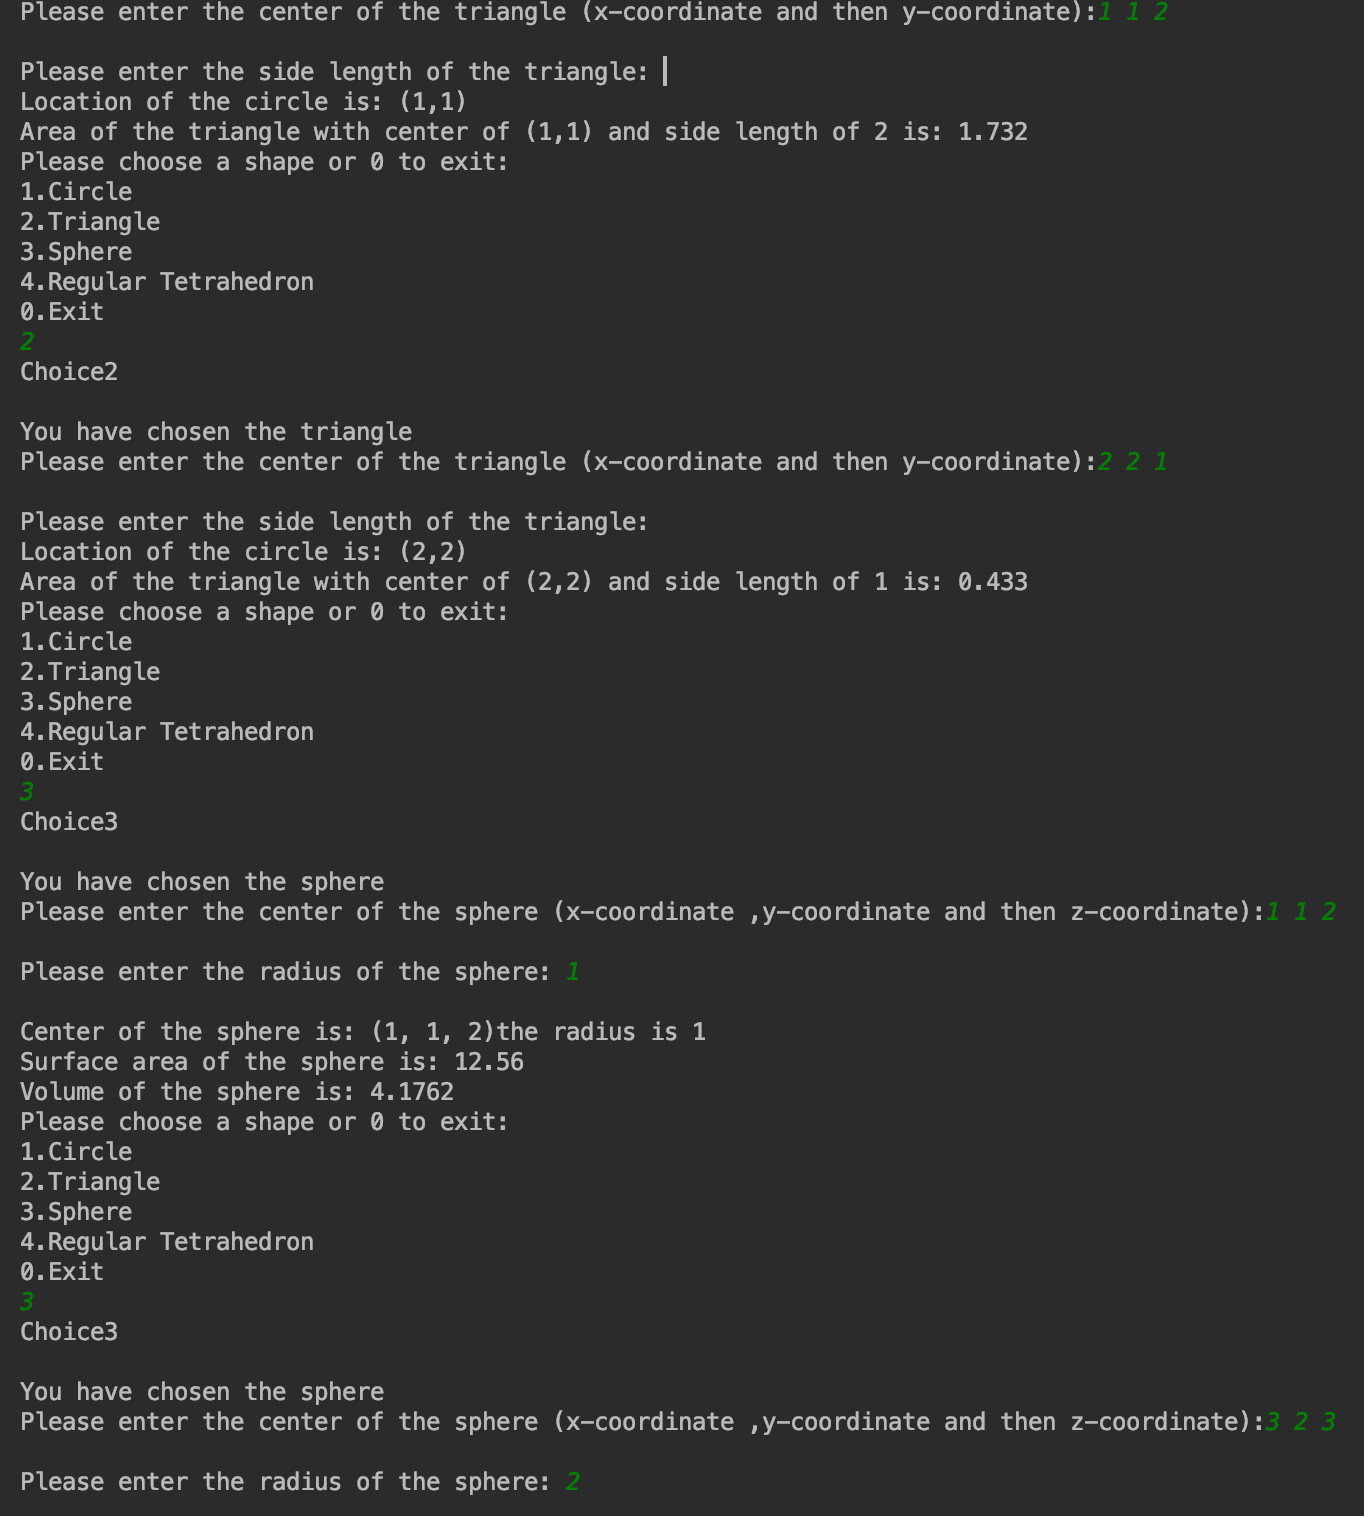 Please enter the center of the triangle (x-coordinate and then y-coordinate):1 1 2
Please enter the side length of the triangle:
Location of the circle is: (1,1)
Area of the triangle with center of (1,1) and side length of 2 is: 1.732
Please choose a shape or 0 to exit:
1.Circle
2.Triangle
3.Sphere
4.Regular Tetrahedron
0.Exit
2
Choice2
You have chosen the triangle
Please enter the center of the triangle (x-coordinate and then y-coordinate):2 2 1
Please enter the side length of the triangle:
Location of the circle is: (2,2)
Area of the triangle with center of (2,2) and side length of 1 is: 0.433
Please choose a shape or 0 to exit:
1.Circle
2.Triangle
3.Sphere
4.Regular Tetrahedron
0.Exit
3
Choice3
You have chosen the sphere
Please enter the center of the sphere (x-coordinate ,y-coordinate and then z-coordinate):1 1 2
Please enter the radius of the sphere: 1
Center of the sphere is: (1, 1, 2)the radius is 1
Surface area of the sphere is: 12.56
Volume of the sphere is: 4.1762
Please choose a shape or 0 to exit:
1.Circle
2.Triangle
3.Sphere
4.Regular Tetrahedron
0.Exit
3
Choice3
You have chosen the sphere
Please enter the center of the sphere (x-coordinate ,y-coordinate and then z-coordinate):3 2 3
Please enter the radius of the sphere: 2